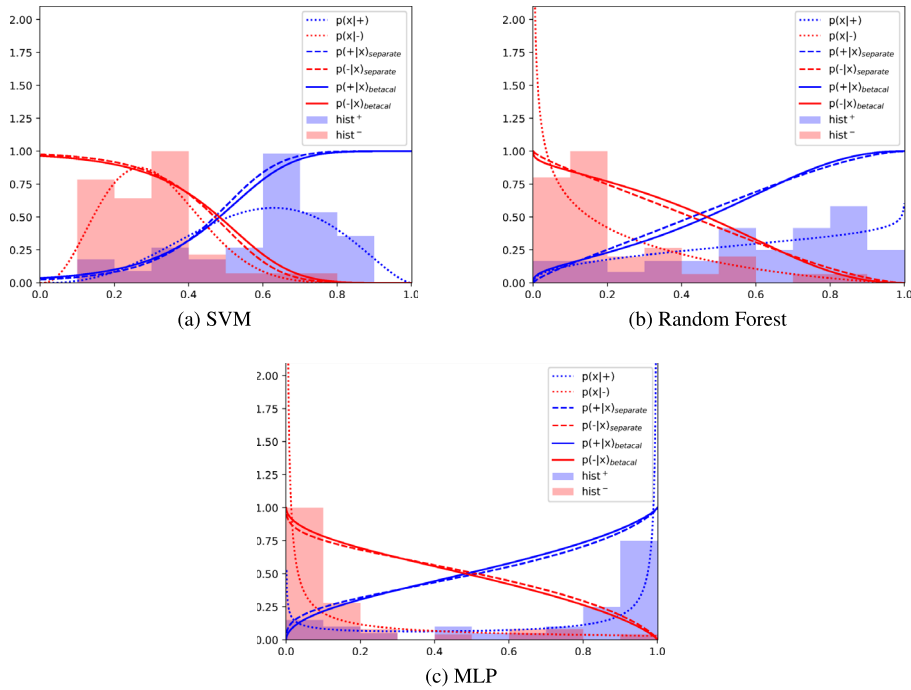 2.00
1.75
1.50
1.25
1.00
0.75
0.50
0.25
0.00
0.0 0.2 0.4 0.6 0.8 1.0
p(x|+)
p(x|-)
p(+|x)separate
p(-|x)separate
p(+|x)betacal
p(-|x)betacal
hist+
hist−
(a) SVM
2.00
1.75
1.50
1.25
1.00
0.75
0.50
0.25
0.00
0.0 0.2 0.4 0.6 0.8 1.0
p(x|+)
p(x|-)
p(+|x)separate
p(-|x)separate
p(+|x)betacal
p(-|x)betacal
hist+
hist−
(b) Random Forest
2.00
1.75
1.50
1.25
1.00
0.75
0.50
0.25
0.00
0.0 0.2 0.4 0.6 0.8 1.0
p(x|+)
p(x|-)
p(+|x)separate
p(-|x)separate
p(+|x)betacal
p(-|x)betacal
hist+
hist−
(c) MLP